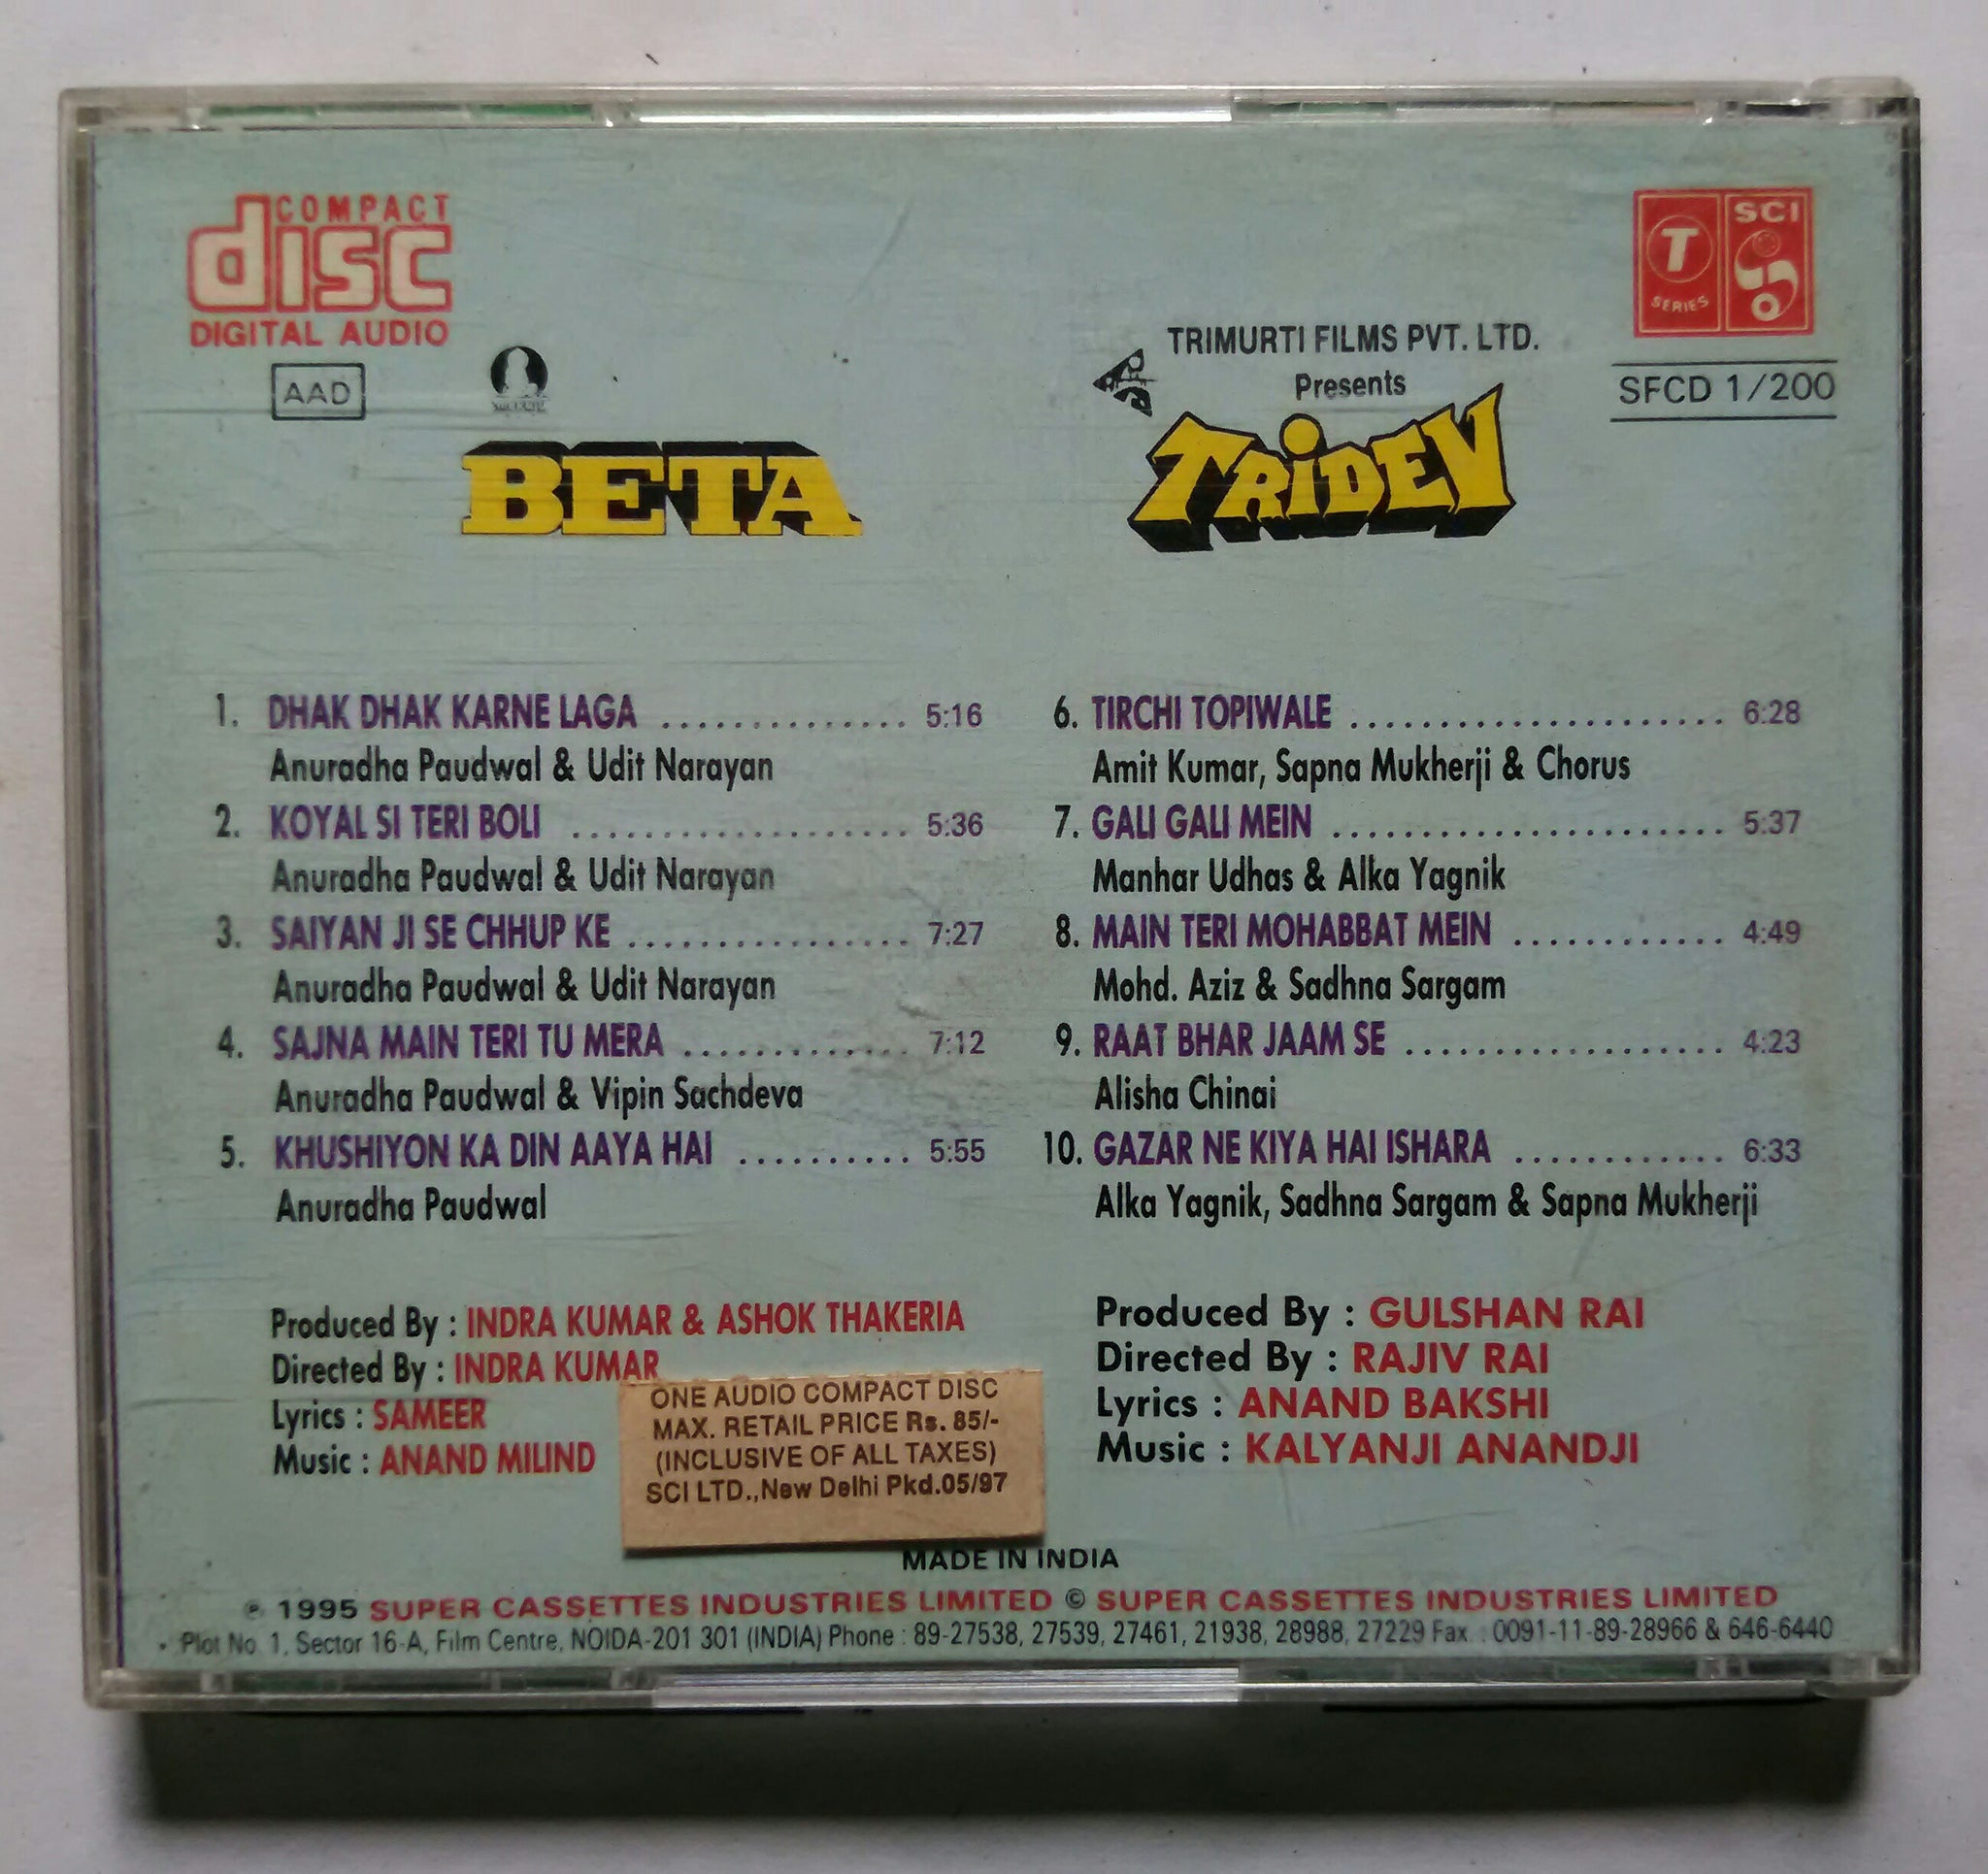 COMPACT
disc
DIGITAL AUDIO
AAD
T
SERIES
SCI
SFCD 1/200
BETA
1. DHAK DHAK KARNE LAGA .............. 5:16
Anuradha Paudwal & Udit Narayan
2. KOYAL SI TERI BOLI ................... 5:36
Anuradha Paudwal & Udit Narayan
3. SAIYAN JI SE CHHUP KE ................ 7:27
Anuradha Paudwal & Udit Narayan
4. SAJNA MAIN TERI TU MERA ............. 7:12
Anuradha Paudwal & Vipin Sachdeva
5. KHUSHIYON KA DIN AAYA HAI .......... 5:55
Anuradha Paudwal
Produced By : INDRA KUMAR & ASHOK THAKERIA
Directed By : INDRA KUMAR
Lyrics : SAMEER
Music : ANAND MILIND
TRIMURTI FILMS PVT. LTD.
Presents
TRiDEV
6. TIRCHI TOPIWALE ...................... 6:28
Amit Kumar, Sapna Mukherji & Chorus
7. GALI GALI MEIN ....................... 5:37
Manhar Udhas & Alka Yagnik
8. MAIN TERI MOHABBAT MEIN ............ 4:49
Mohd. Aziz & Sadhna Sargam
9. RAAT BHAR JAAM SE ................... 4:23
Alisha Chinai
10. GAZAR NE KIYA HAI ISHARA ............ 6:33
Alka Yagnik, Sadhna Sargam & Sapna Mukherji
Produced By : GULSHAN RAI
Directed By : RAJIV RAI
Lyrics : ANAND BAKSHI
Music : KALYANJI ANANDJI
ONE AUDIO COMPACT DISC
MAX. RETAIL PRICE Rs. 85/-
(INCLUSIVE OF ALL TAXES)
SCI LTD.,New Delhi Pkd.05/97
MADE IN INDIA
℗ 1995 SUPER CASSETTES INDUSTRIES LIMITED © SUPER CASSETTES INDUSTRIES LIMITED
• Plot No. 1, Sector 16-A, Film Centre, NOIDA-201 301 (INDIA) Phone : 89-27538, 27539, 27461, 21938, 28988, 27229 Fax. : 0091-11-89-28966 & 646-6440